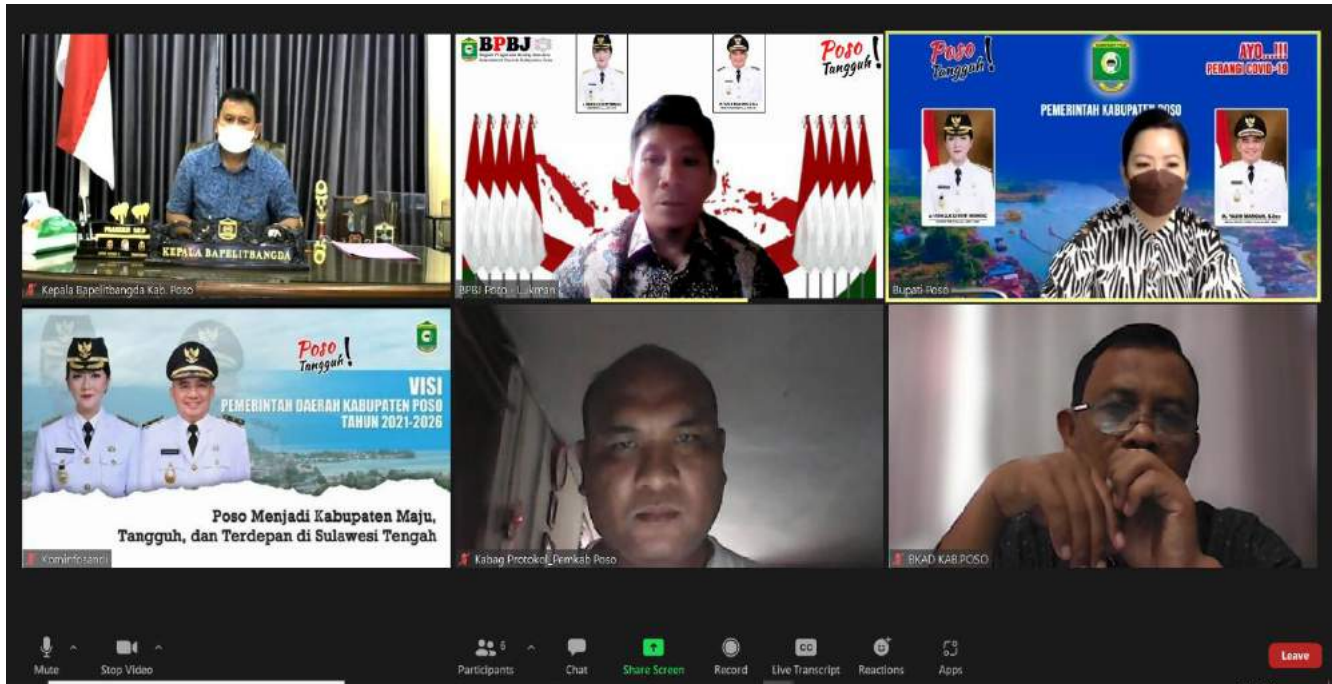 KEPALA BAPELITBANGDA
Kepala Bapelitbangda Kab. Poso
BPBJ
Poso
Tangguh!
BPBJ Poso - Lukman
Poso
Tangguh!
AYO...!!!
PERANGI COVID-19
PEMERINTAH KABUPATEN POSO
Bupati Poso
Poso
Tangguh!
VISI
PEMERINTAH DAERAH KABUPATEN POSO
TAHUN 2021-2026
Poso Menjadi Kabupaten Maju,
Tangguh, dan Terdepan di Sulawesi Tengah
Kominfosandi
Kabag Protokol_Pemkab Poso
BKAD KAB.POSO
Mute
Stop Video
6
Participants
Chat
Share Screen
Record
CC
Live Transcript
Reactions
Apps
Leave